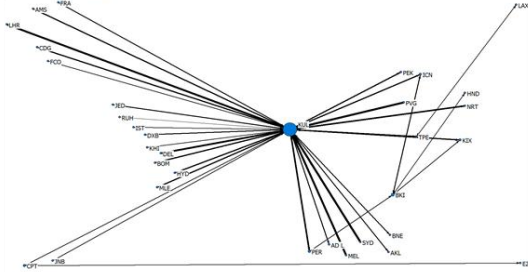 FRA
AMS
LAX
LHR
CDG
FCO
PEK
ICN
HND
PVG
NRT
JED
RUH
KUL
IST
DXB
TPE
KIX
KHI
DEL
BOM
HYD
MLE
BKI
BNE
SYD
ADL
PER
MEL
AKL
JNB
CPT
EZ